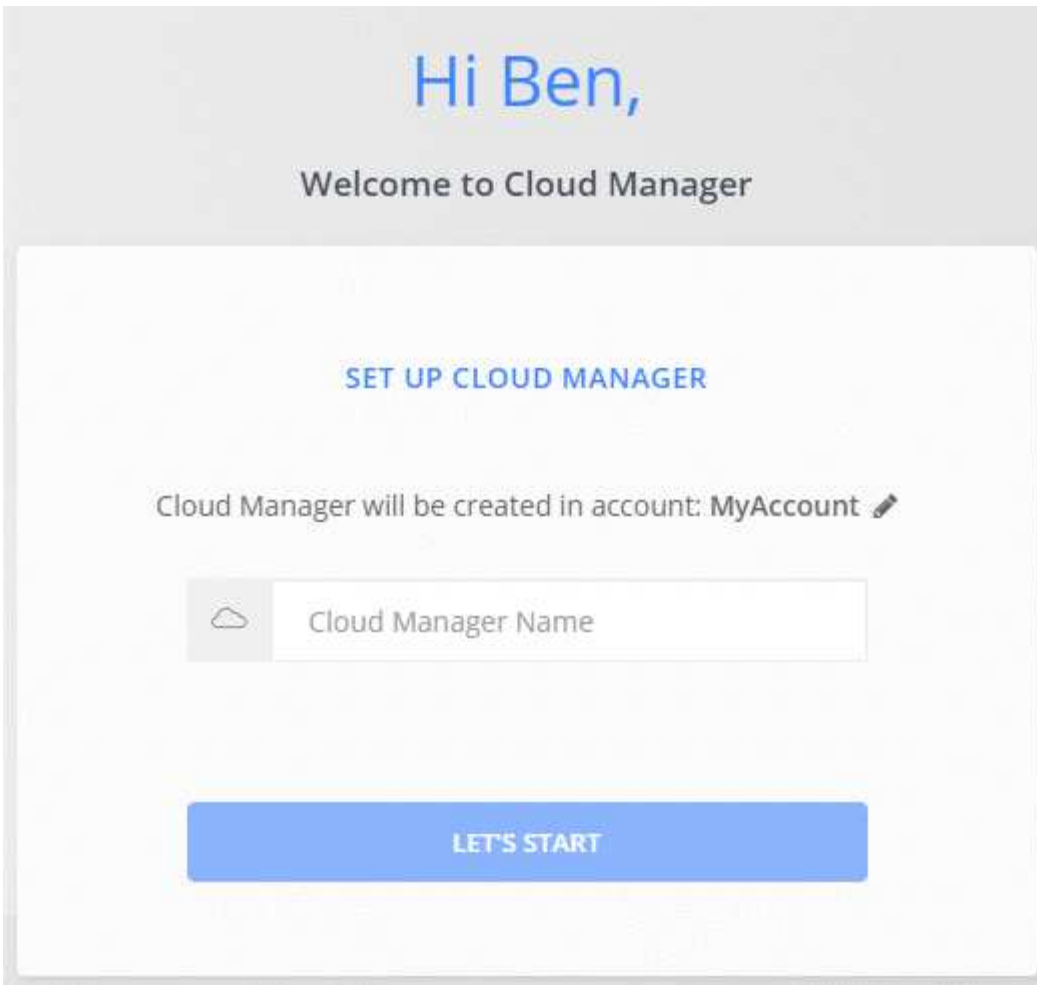 Hi Ben,
Welcome to Cloud Manager
SET UP CLOUD MANAGER
Cloud Manager will be created in account: MyAccount
Cloud Manager Name
LET'S START